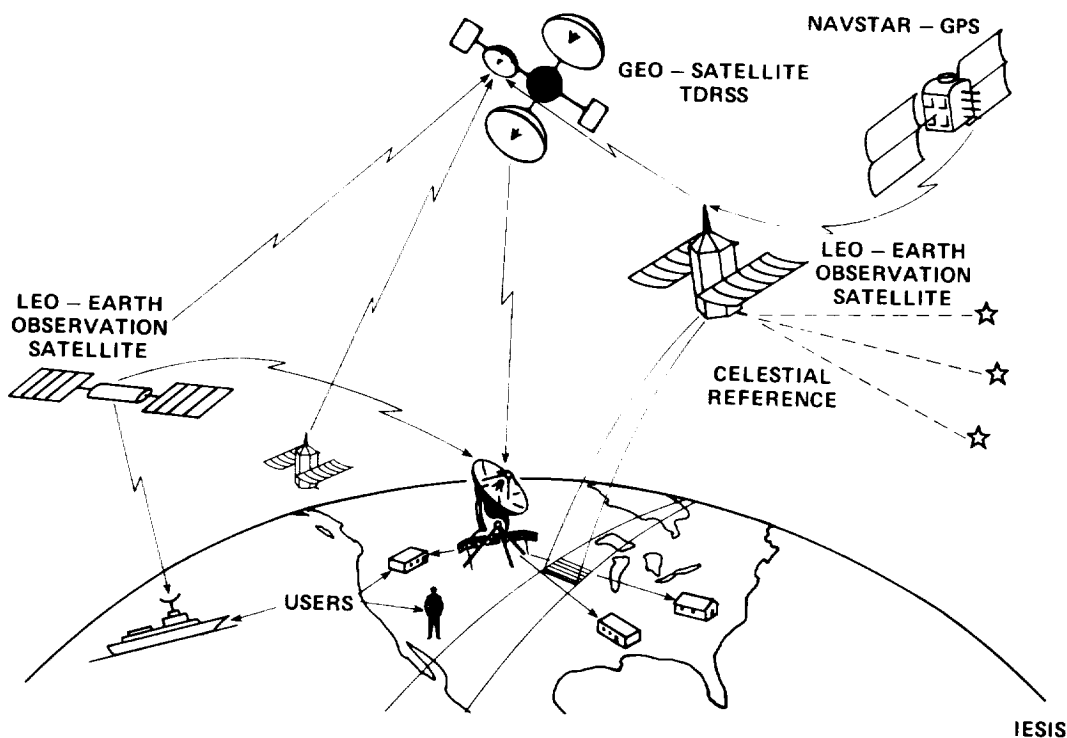 NAVSTAR – GPS
GEO – SATELLITE
TDRSS
LEO – EARTH
OBSERVATION
SATELLITE
LEO – EARTH
OBSERVATION
SATELLITE
CELESTIAL
REFERENCE
USERS
IESIS